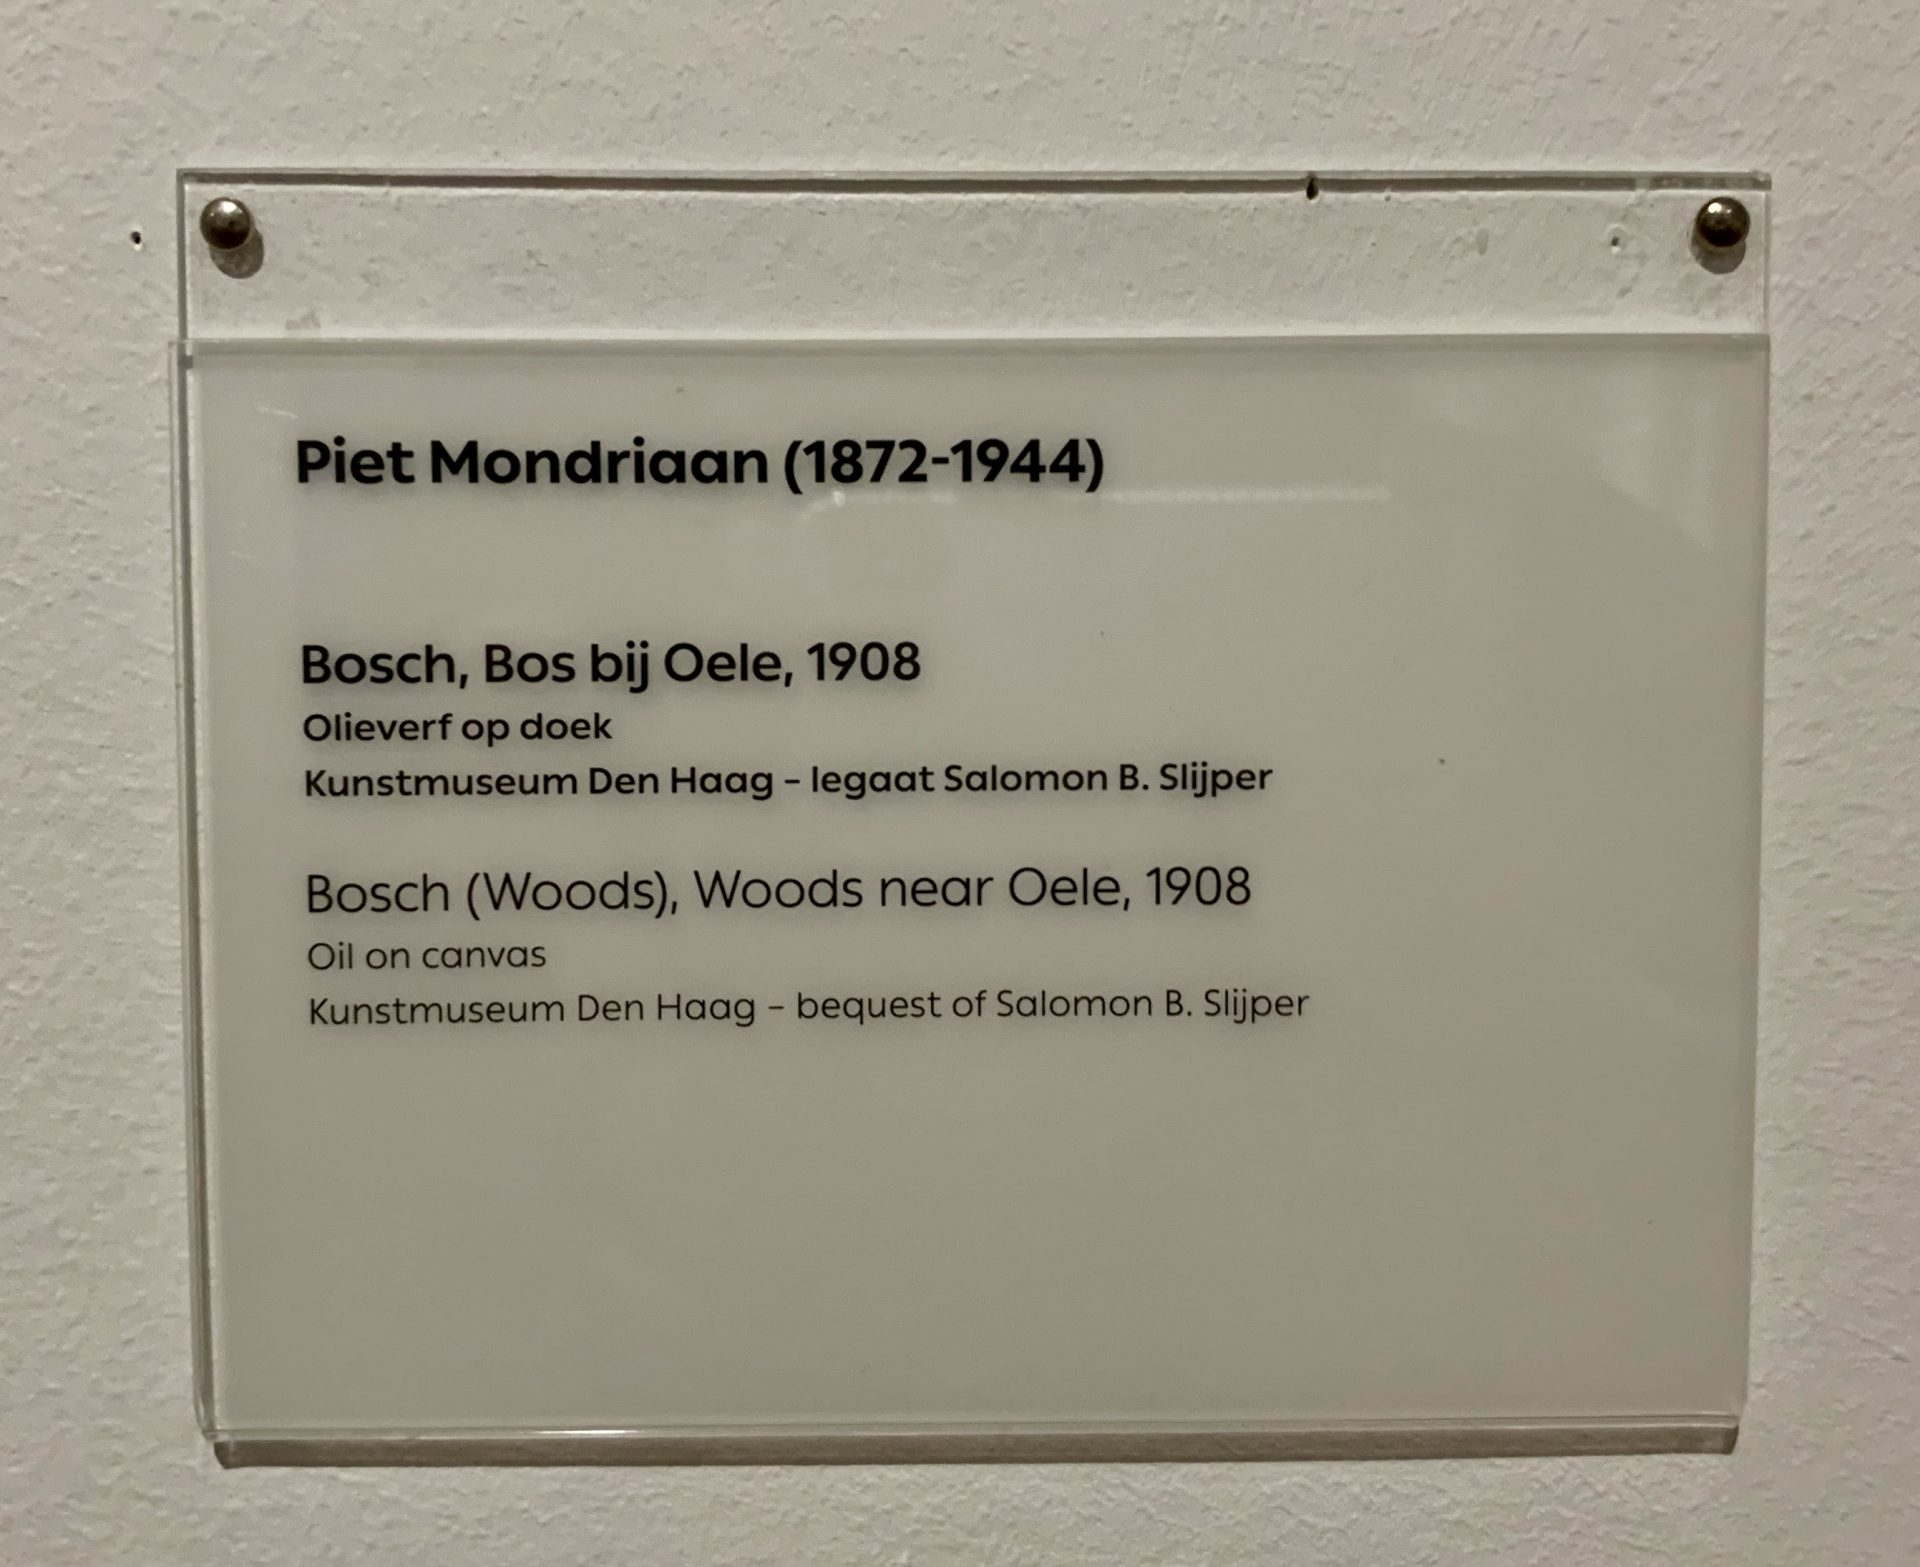 Piet Mondriaan (1872-1944)
Bosch, Bos bij Oele, 1908
Olieverf op doek
Kunstmuseum Den Haag – legaat Salomon B. Slijper
Bosch (Woods), Woods near Oele, 1908
Oil on canvas
Kunstmuseum Den Haag – bequest of Salomon B. Slijper